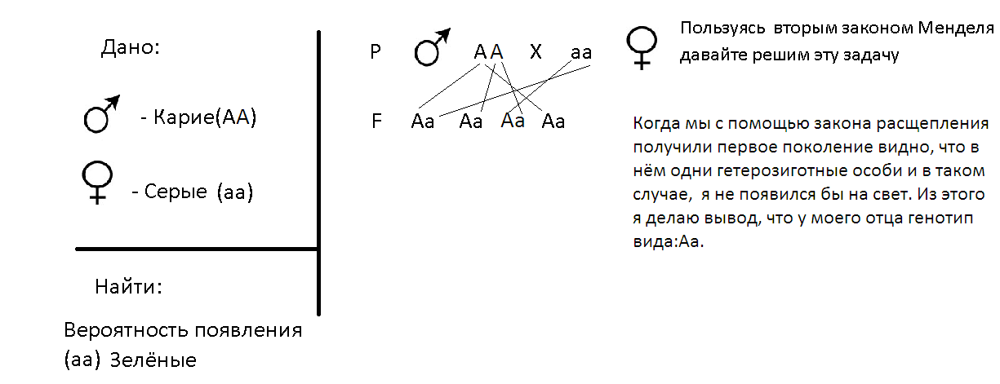 Дано:
- Карие(АА)
- Серые (аа)
Найти:
Вероятность появления
(аа) Зелёные
Р АА Х аа
F Аа Аа Аа Аа
Пользуясь вторым законом Менделя
давайте решим эту задачу
Когда мы с помощью закона расщепления
получили первое поколение видно, что в
нём одни гетерозиготные особи и в таком
случае, я не появился бы на свет. Из этого
я делаю вывод, что у моего отца генотип
вида:Аа.